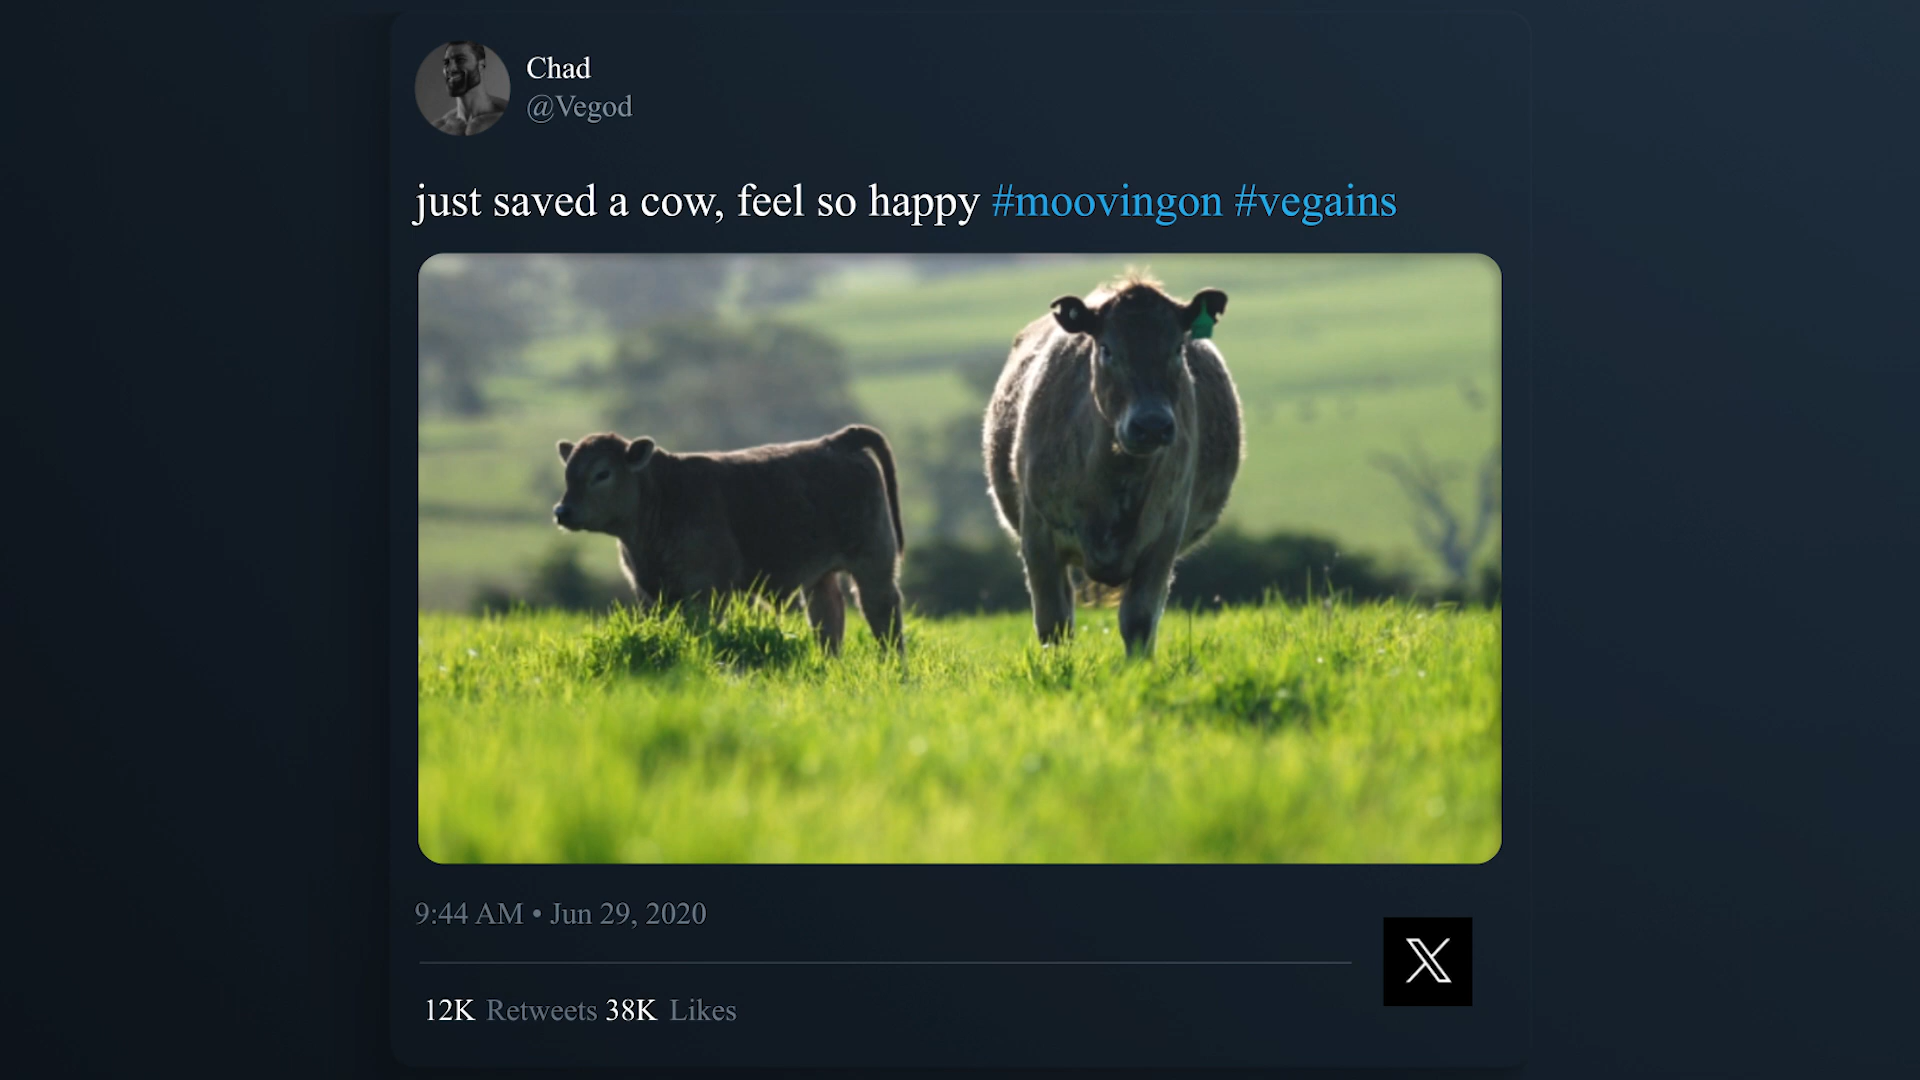 Chad
@Vegod
just saved a cow, feel so happy #moovingon #vegains
9:44 AM • Jun 29, 2020
12K Retweets 38K Likes